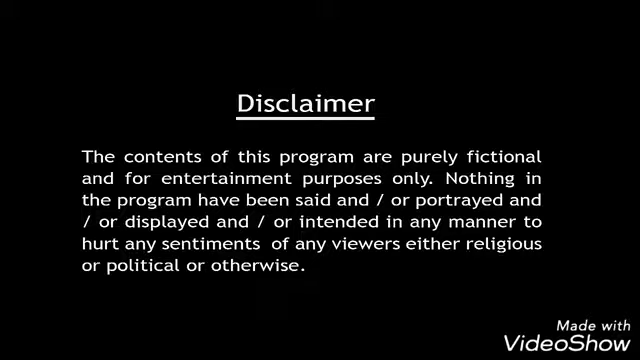 Disclaimer
The contents of this program are purely fictional
and for entertainment purposes only. Nothing in
the program have been said and / or portrayed and
/ or displayed and / or intended in any manner to
hurt any sentiments of any viewers either religious
or political or otherwise.
Made with
VideoShow